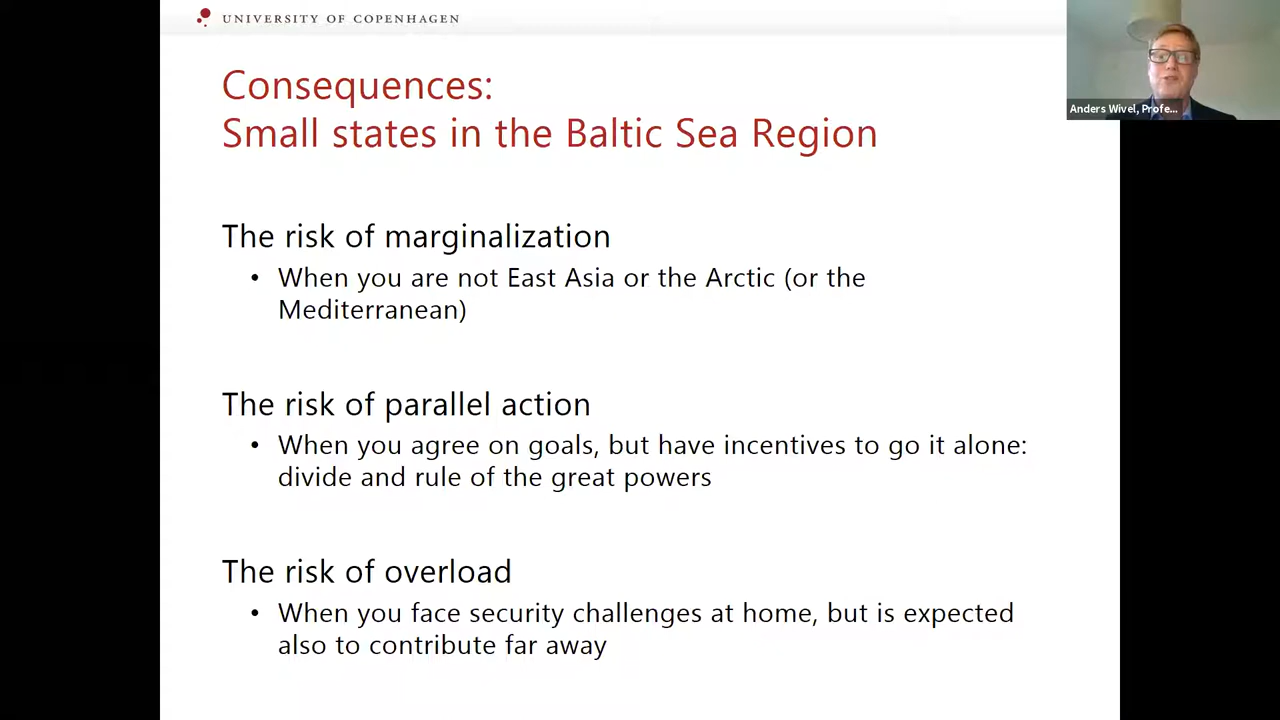 UNIVERSITY OF COPENHAGEN
Anders Wivel, Profe...
Consequences:
Small states in the Baltic Sea Region
The risk of marginalization
• When you are not East Asia or the Arctic (or the
Mediterranean)
The risk of parallel action
• When you agree on goals, but have incentives to go it alone:
divide and rule of the great powers
The risk of overload
• When you face security challenges at home, but is expected
also to contribute far away